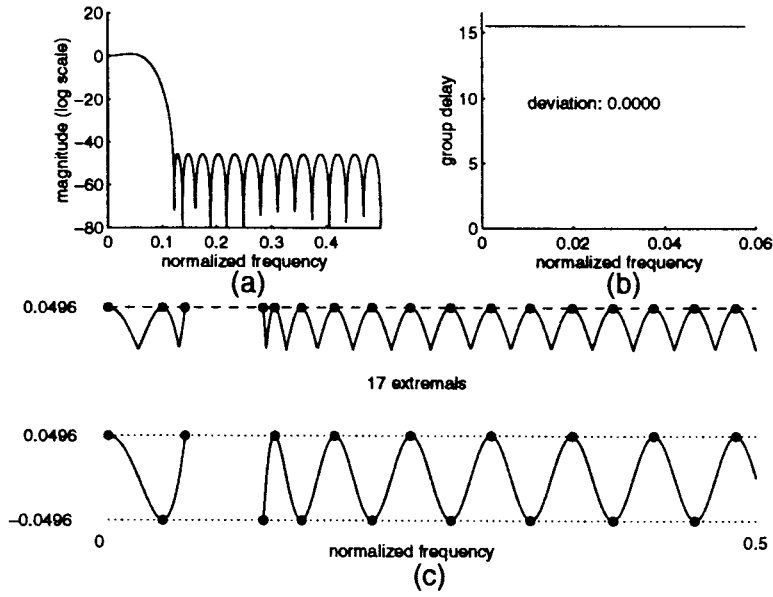 20
0
−20
−40
−60
−80
magnitude (log scale)
0
0.1
0.2
0.3
0.4
normalized frequency
(a)
15
10
5
0
group delay
deviation: 0.0000
0
0.02
0.04
0.06
normalized frequency
(b)
0.0496
17 extremals
0.0496
−0.0496
0
normalized frequency
0.5
(c)